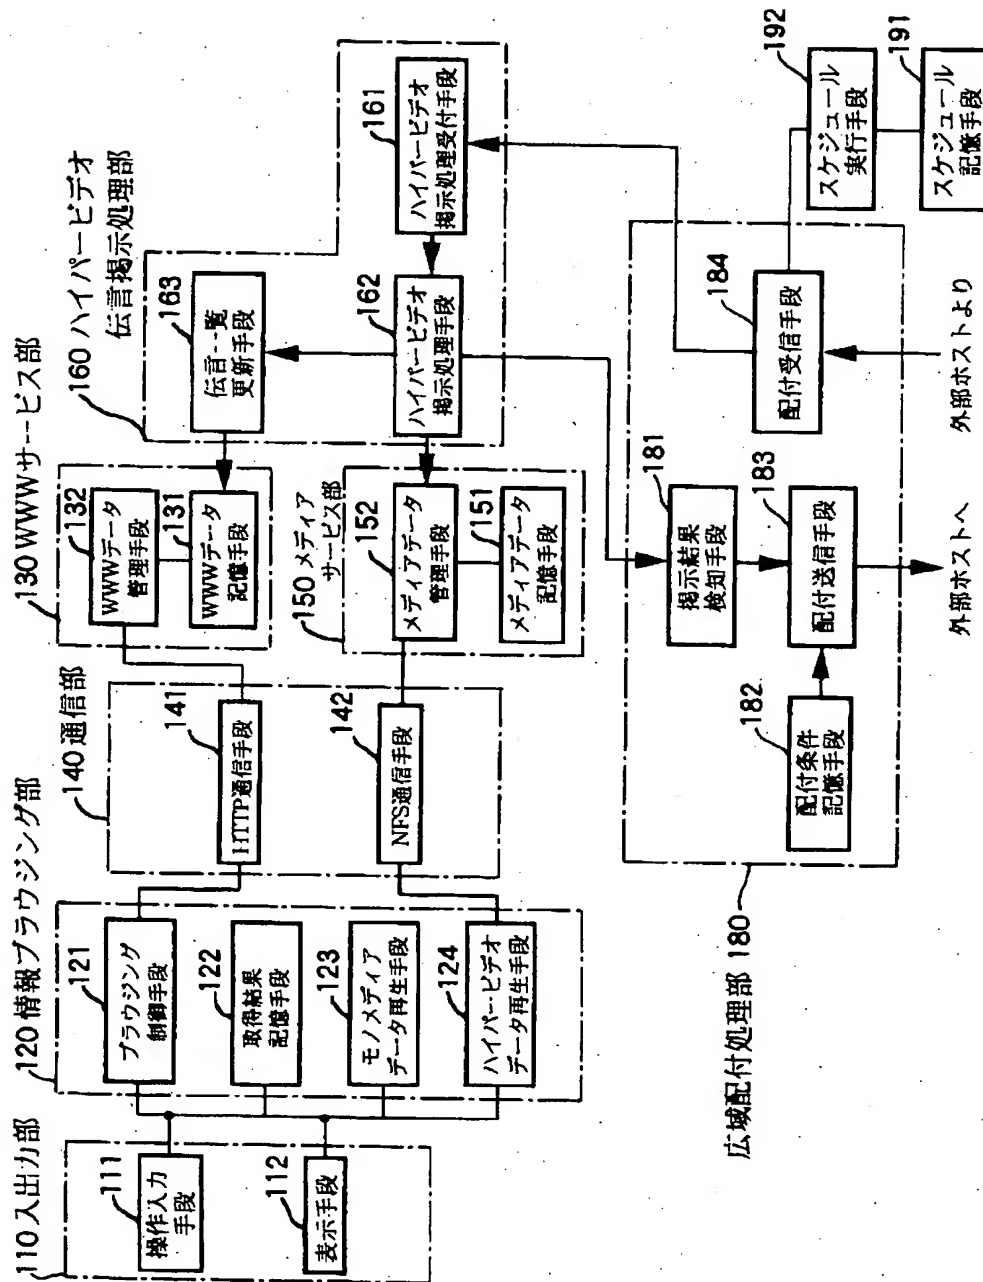 110 入出力部
111
操作入力
手段
112
表示手段
120 情報ブラウジング部
121
ブラウジング
制御手段
122
取得結果
記憶手段
123
モノメディア
データ再生手段
124
ハイパービデオ
データ再生手段
140 通信部
141
HTTP通信手段
142
NFS通信手段
130 WWWサービス部
132
WWWデータ
管理手段
131
WWWデータ
記憶手段
150 メディア
サービス部
152
メディアデータ
管理手段
151
メディアデータ
記憶手段
160 ハイパービデオ
伝言掲示処理部
163
伝言一覧
更新手段
162
ハイパービデオ
掲示処理手段
161
ハイパービデオ
掲示処理受付手段
広域配付処理部 180
181
掲示結果
検知手段
182
配付条件
記憶手段
183
配付送信手段
184
配付受信手段
外部ホストへ
外部ホストより
192
スケジュール
実行手段
191
スケジュール
記憶手段